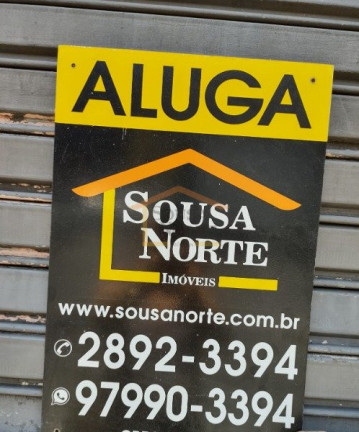 ALUGA
SOUSA
NORTE
IMÓVEIS
www.sousanorte.com.br
2892-3394
97990-3394